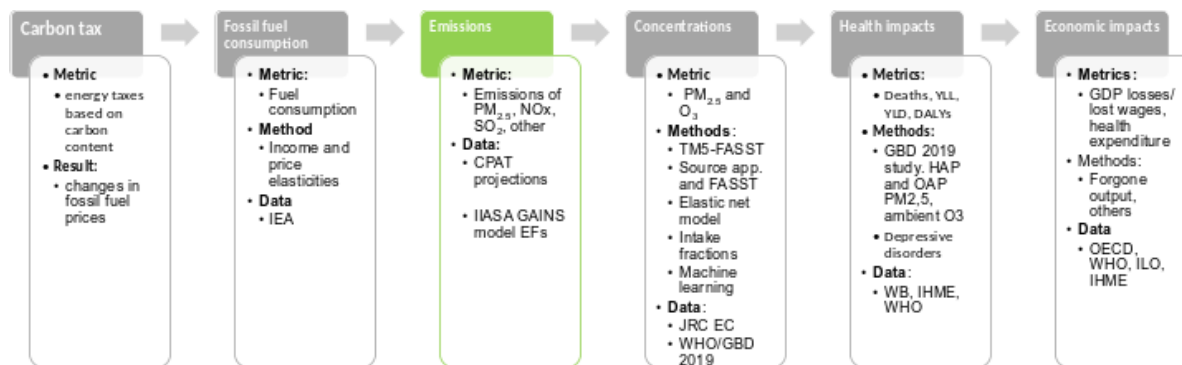 Carbon tax
• Metric
• energy taxes
based on
carbon
content
• Result:
• changes in
fossil fuel
prices
Fossil fuel
consumption
• Metric:
• Fuel
consumption
• Method
• Income and
price
elasticities
• Data
• IEA
Emissions
• Metric:
• Emissions of
PM2.5, NOx,
SO2, other
• Data:
• CPAT
projections
• IIASA GAINS
model EFs
Concentrations
• Metric
• PM2.5 and
O3
• Methods:
• TM5-FASST
• Source app.
and FASST
• Elastic net
model
• Intake
fractions
• Machine
learning
• Data:
• JRC EC
• WHO/GBD
2019
Health impacts
• Metrics:
• Deaths, YLL,
YLD, DALYs
• Methods:
• GBD 2019
study. HAP
and OAP
PM2,5,
ambient O3
• Depressive
disorders
• Data:
• WB, IHME,
WHO
Economic impacts
• Metrics:
• GDP losses/
lost wages,
health
expenditure
• Methods:
• Forgone
output,
others
• Data
• OECD,
WHO, ILO,
IHME